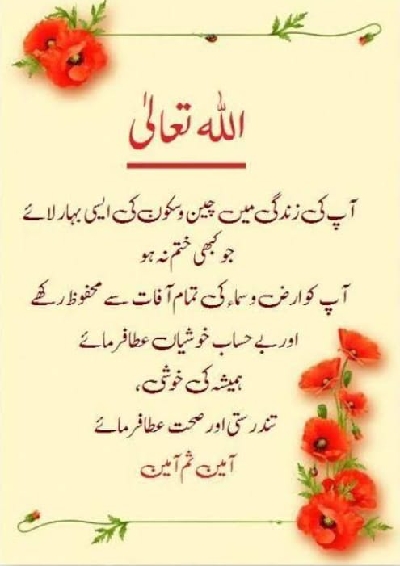 اللہ تعالیٰ
آپ کی زندگی میں چین و سکون کی ایسی بہار لائے
جو کبھی ختم نہ ہو
آپ کو ارض و سماء کی تمام آفات سے محفوظ رکھے
اور بے حساب خوشیاں عطا فرمائے
ہمیشہ کی خوشی،
تندرستی اور صحت عطا فرمائے
آمین ثم آمین